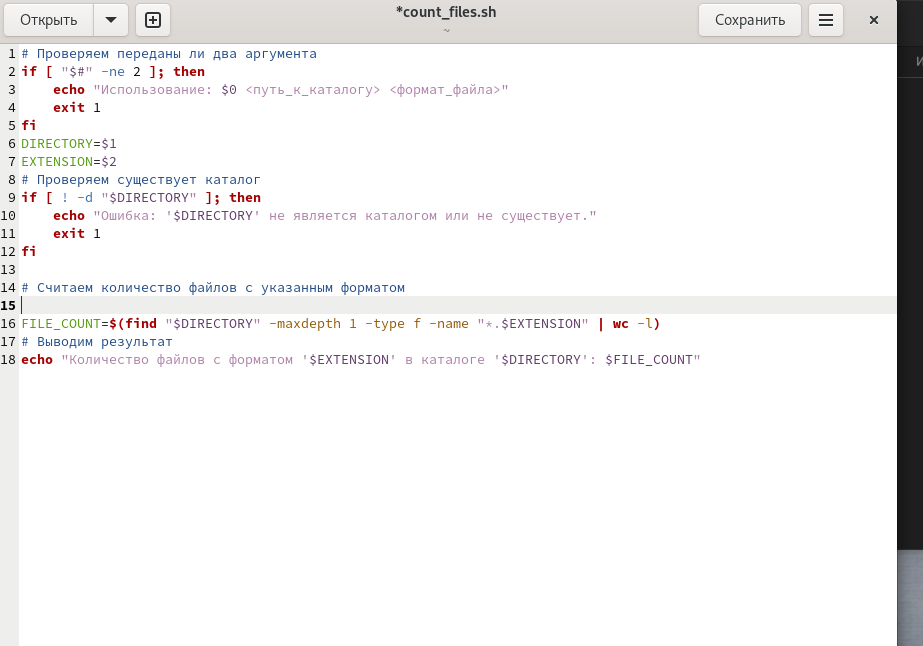 Открыть
*count_files.sh
~
Сохранить
1 # Проверяем переданы ли два аргумента
2 if [ "$#" -ne 2 ]; then
3     echo "Использование: $0 <путь_к_каталогу> <формат_файла>"
4     exit 1
5 fi
6 DIRECTORY=$1
7 EXTENSION=$2
8 # Проверяем существует каталог
9 if [ ! -d "$DIRECTORY" ]; then
10     echo "Ошибка: '$DIRECTORY' не является каталогом или не существует."
11     exit 1
12 fi
13
14 # Считаем количество файлов с указанным форматом
15
16 FILE_COUNT=$(find "$DIRECTORY" -maxdepth 1 -type f -name "*.$EXTENSION" | wc -l)
17 # Выводим результат
18 echo "Количество файлов с форматом '$EXTENSION' в каталоге '$DIRECTORY': $FILE_COUNT"